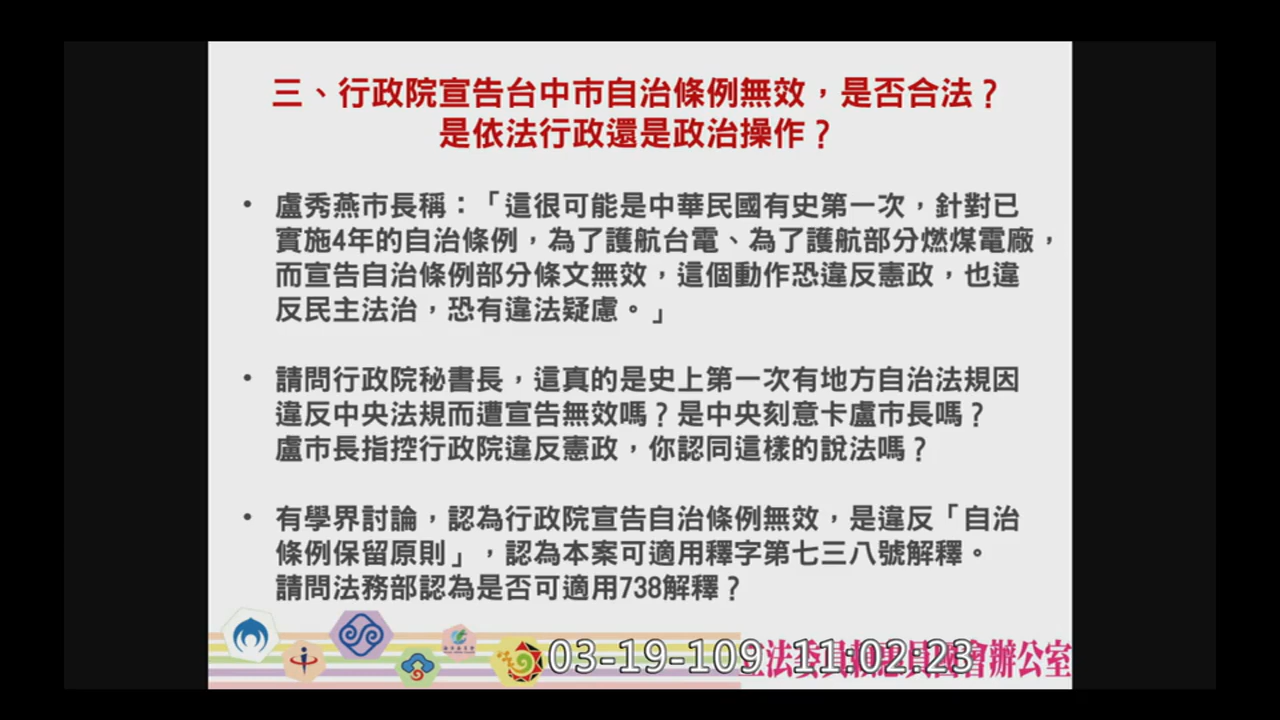 三、行政院宣告台中市自治條例無效，是否合法？
是依法行政還是政治操作？
• 盧秀燕市長稱：「這很可能是中華民國有史第一次，針對已
實施4年的自治條例，為了護航台電、為了護航部分燃煤電廠，
而宣告自治條例部分條文無效，這個動作恐違反憲政，也違
反民主法治，恐有違法疑慮。」
• 請問行政院秘書長，這真的是史上第一次有地方自治法規因
違反中央法規而遭宣告無效嗎？是中央刻意卡盧市長嗎？
盧市長指控行政院違反憲政，你認同這樣的說法嗎？
• 有學界討論，認為行政院宣告自治條例無效，是違反「自治
條例保留原則」，認為本案可適用釋字第七三八號解釋。
請問法務部認為是否可適用738解釋？
03-19-109 11:02:23
立法委員 國會辦公室